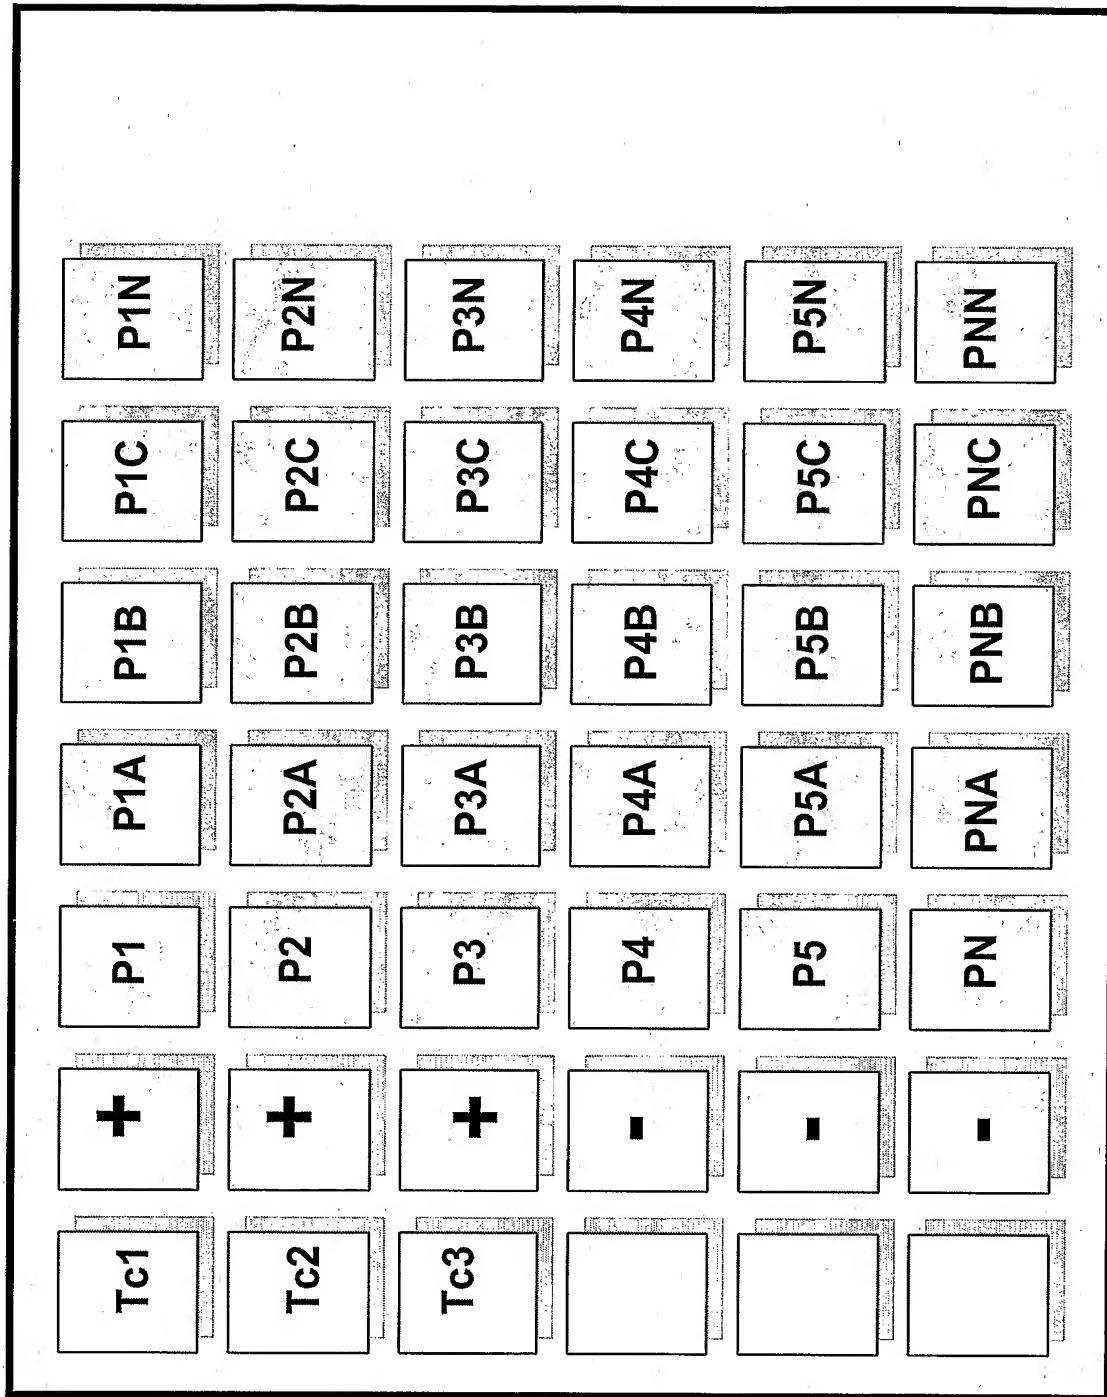 Tc1 + P1 P1A P1B P1C P1N
Tc2 + P2 P2A P2B P2C P2N
Tc3 + P3 P3A P3B P3C P3N
- P4 P4A P4B P4C P4N
- P5 P5A P5B P5C P5N
- PN PNA PNB PNC PNN